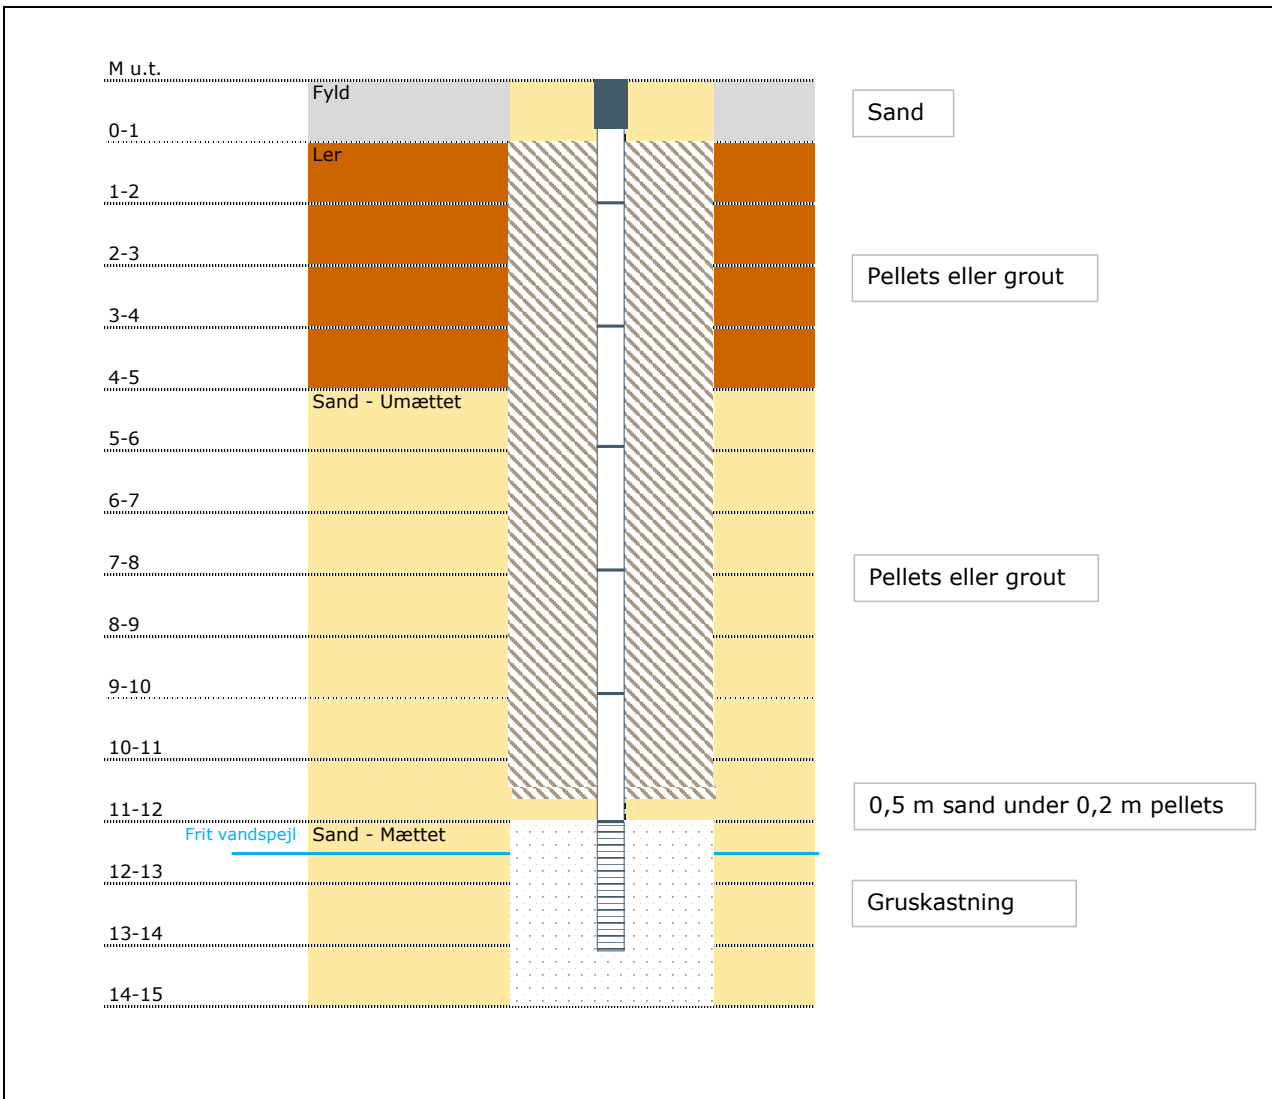 M u.t.
Fyld
Sand
0-1
Ler
1-2
2-3
Pellets eller grout
3-4
4-5
Sand - Umættet
5-6
6-7
7-8
Pellets eller grout
8-9
9-10
10-11
11-12
0,5 m sand under 0,2 m pellets
Frit vandspejl
Sand - Mættet
12-13
Gruskastning
13-14
14-15